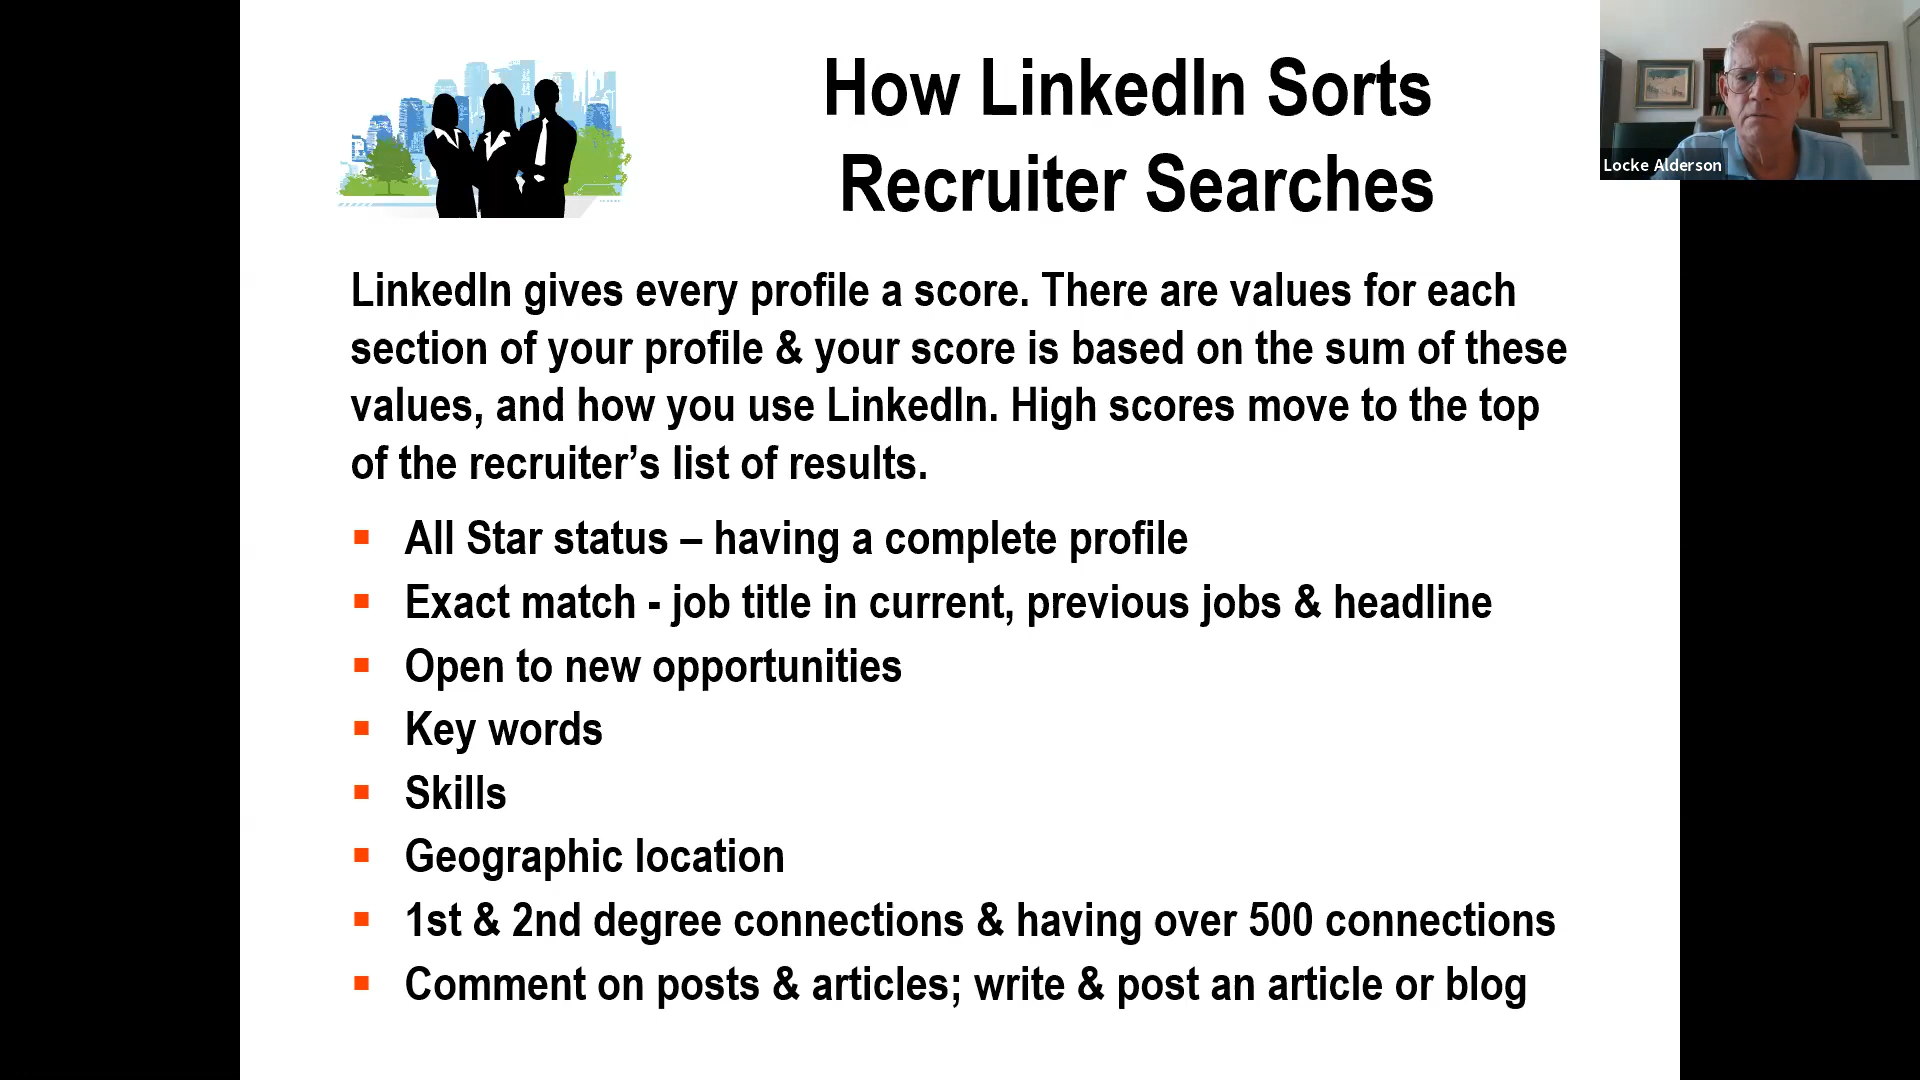 How LinkedIn Sorts
Recruiter Searches
Locke Alderson
LinkedIn gives every profile a score. There are values for each
section of your profile & your score is based on the sum of these
values, and how you use LinkedIn. High scores move to the top
of the recruiter’s list of results.
▪ All Star status – having a complete profile
▪ Exact match - job title in current, previous jobs & headline
▪ Open to new opportunities
▪ Key words
▪ Skills
▪ Geographic location
▪ 1st & 2nd degree connections & having over 500 connections
▪ Comment on posts & articles; write & post an article or blog